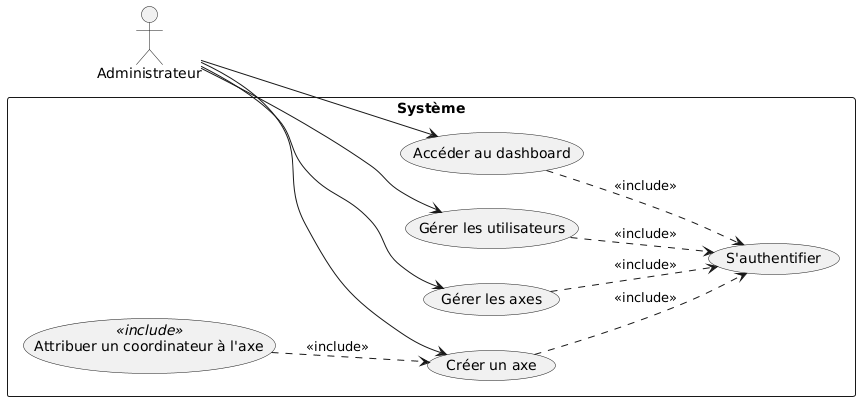 Administrateur
Système
Accéder au dashboard
«include»
Gérer les utilisateurs
«include»
S'authentifier
«include»
Gérer les axes
«include»
«include»
Attribuer un coordinateur à l'axe
«include»
Créer un axe